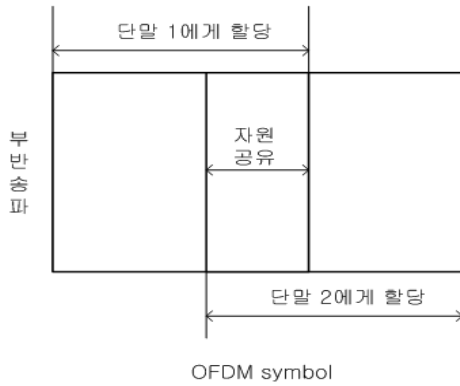 단말 1에게 할당
부
반
송
파
자원
공유
단말 2에게 할당
OFDM symbol